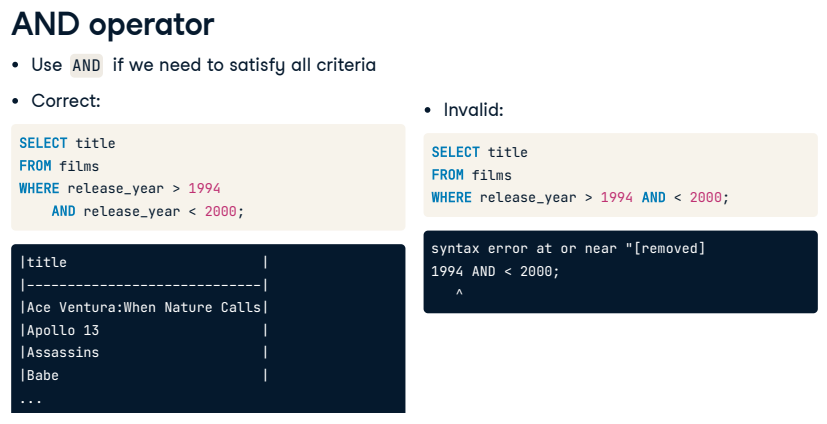 AND operator
• Use AND if we need to satisfy all criteria
• Correct:
SELECT title
FROM films
WHERE release_year > 1994
    AND release_year < 2000;
|title                        |
|-----------------------------|
|Ace Ventura:When Nature Calls|
|Apollo 13                    |
|Assassins                    |
|Babe                         |
...
• Invalid:
SELECT title
FROM films
WHERE release_year > 1994 AND < 2000;
syntax error at or near "[removed]
1994 AND < 2000;
   ^